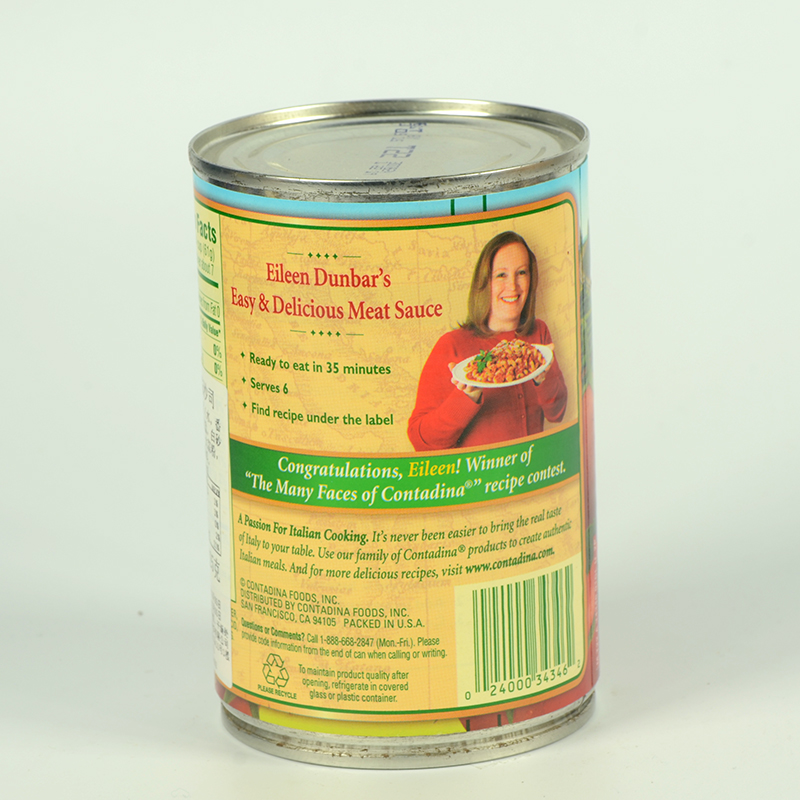 Facts
Eileen Dunbar's
Easy & Delicious Meat Sauce
Ready to eat in 35 minutes
Serves 6
Find recipe under the label
Congratulations, Eileen! Winner of
“The Many Faces of Contadina®” recipe contest.
A Passion For Italian Cooking. It's never been easier to bring the real taste
of Italy to your table. Use our family of Contadina® products to create authentic
Italian meals. And for more delicious recipes, visit www.contadina.com.
© CONTADINA FOODS, INC.
DISTRIBUTED BY CONTADINA FOODS, INC.
SAN FRANCISCO, CA 94105 PACKED IN U.S.A.
Questions or Comments? Call 1-888-668-2847 (Mon.-Fri.). Please
provide code information from the end of can when calling or writing.
PLEASE RECYCLE
To maintain product quality after
opening, refrigerate in covered
glass or plastic container.
0 24000 34346 2